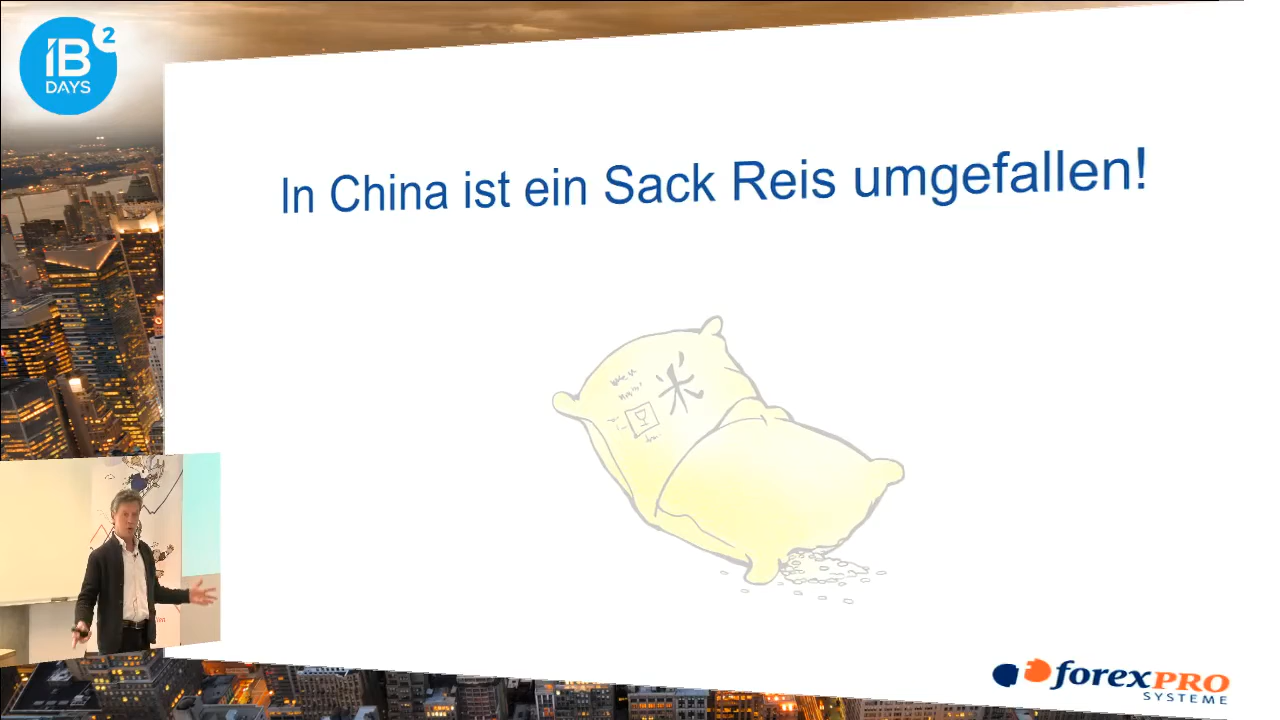 IB
2
DAYS
In China ist ein Sack Reis umgefallen!
米
forexPRO
SYSTEME